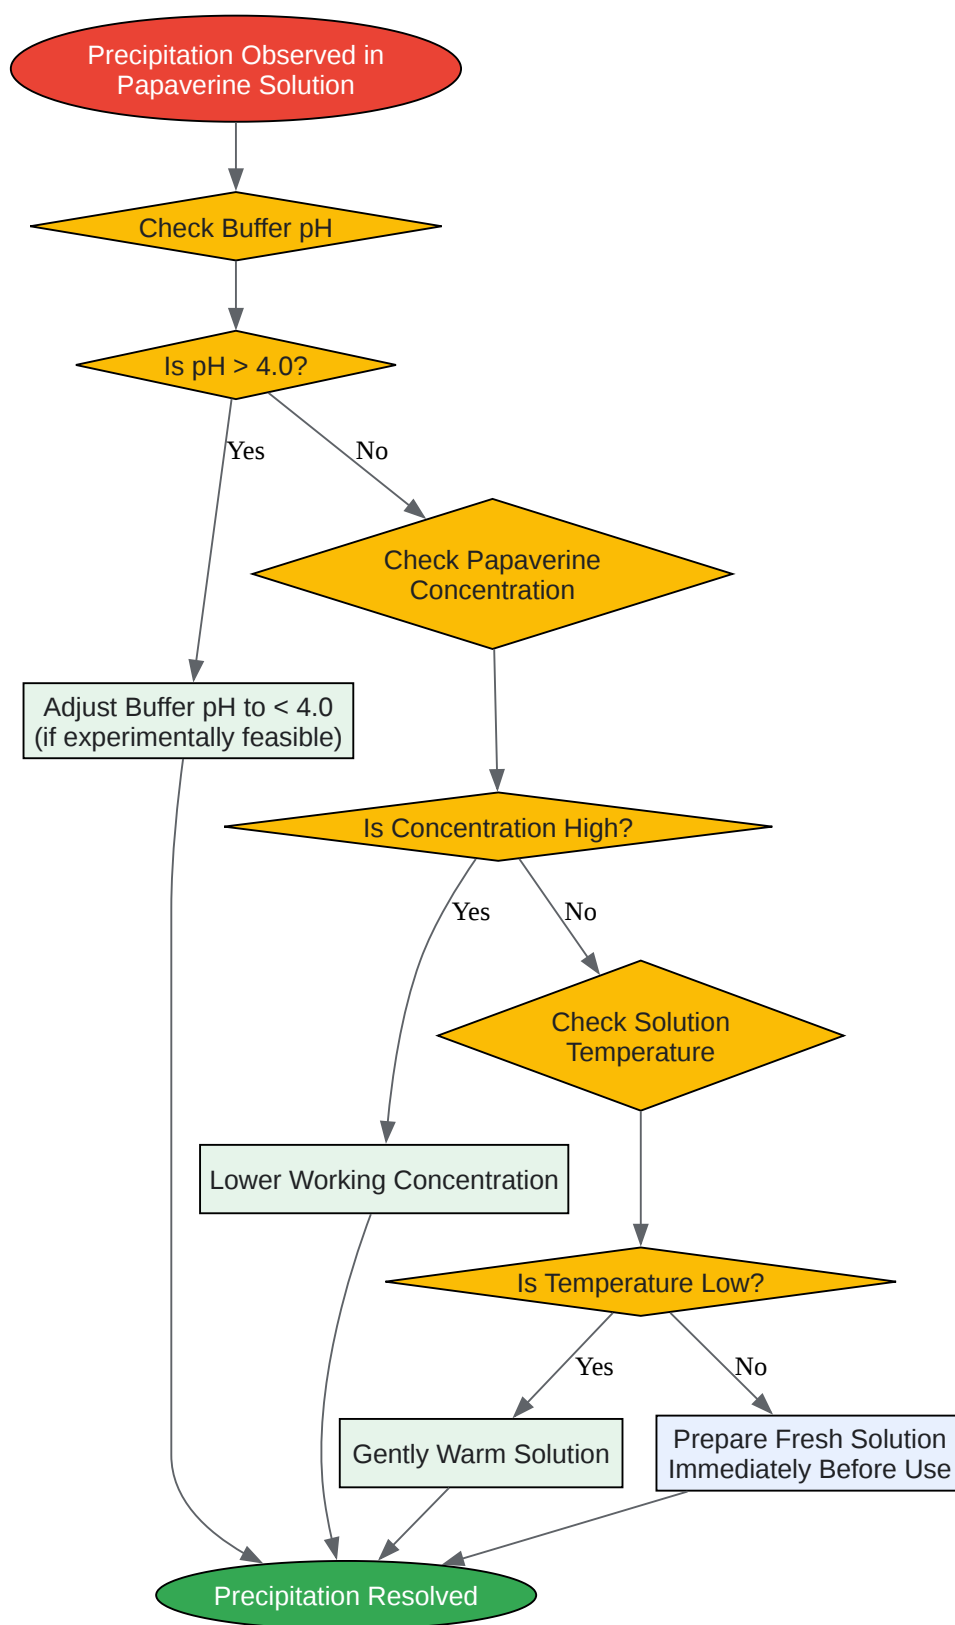 Precipitation Observed in
Papaverine Solution
Check Buffer pH
Is pH > 4.0?
Yes
No
Check Papaverine
Concentration
Adjust Buffer pH to < 4.0
(if experimentally feasible)
Is Concentration High?
Yes
No
Check Solution
Temperature
Lower Working Concentration
Is Temperature Low?
Yes
No
Gently Warm Solution
Prepare Fresh Solution
Immediately Before Use
Precipitation Resolved